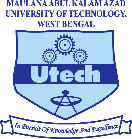 MAULANA ABUL KALAM AZAD
UNIVERSITY OF TECHNOLOGY,
WEST BENGAL
Utech
In Pursuit Of Knowledge And Excellence